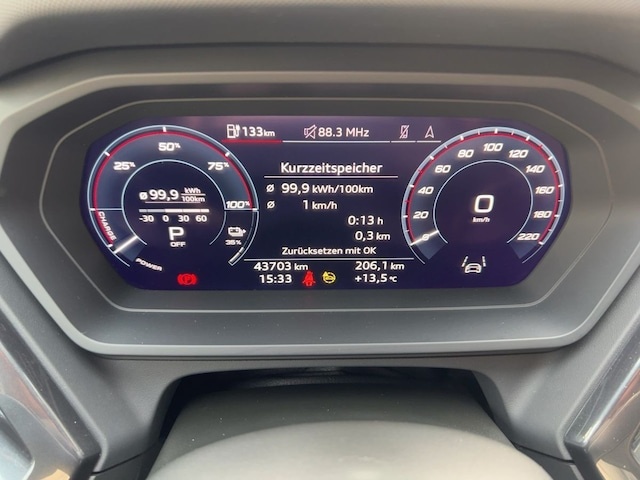 133km 88.3 MHz
50%
25% 75%
100%
ø 99,9 kWh/100km
-30 0 30 60
P
OFF
CHARGE
POWER
35%
Kurzzeitspeicher
ø 99,9 kWh/100km
ø 1 km/h
0:13 h
0,3 km
Zurücksetzen mit OK
43703 km 206,1 km
15:33 +13,5°C
0 20 40 60 80 100 120 140 160 180 220
0
km/h
(P)